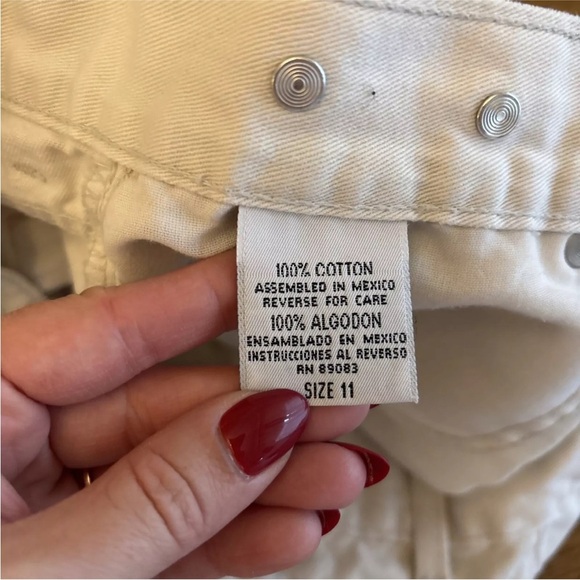 100% COTTON
ASSEMBLED IN MEXICO
REVERSE FOR CARE
100% ALGODON
ENSAMBLADO EN MEXICO
INSTRUCCIONES AL REVERSO
RN 89083
SIZE 11